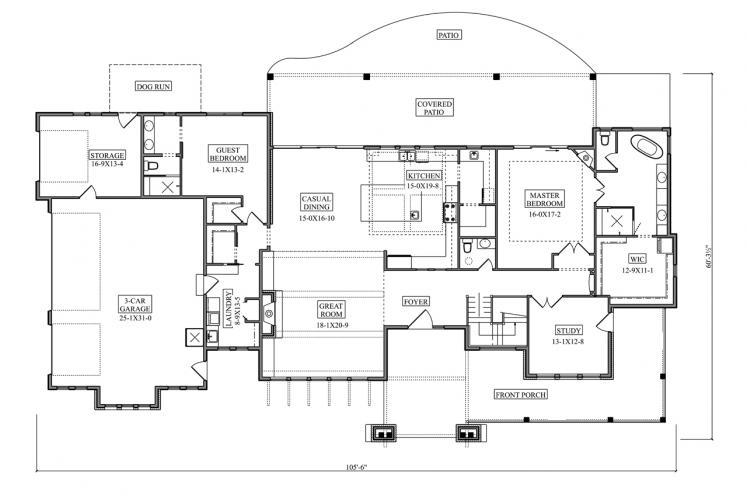 PATIO
DOG RUN
COVERED
PATIO
STORAGE
16-9X13-4
GUEST
BEDROOM
14-1X13-2
KITCHEN
15-0X19-8
CASUAL
DINING
15-0X16-10
MASTER
BEDROOM
16-0X17-2
WIC
12-9X11-1
3-CAR
GARAGE
25-1X31-0
LAUNDRY
8-9X13-5
GREAT
ROOM
18-1X20-9
FOYER
STUDY
13-1X12-8
FRONT PORCH
60'-3½"
105'-6"